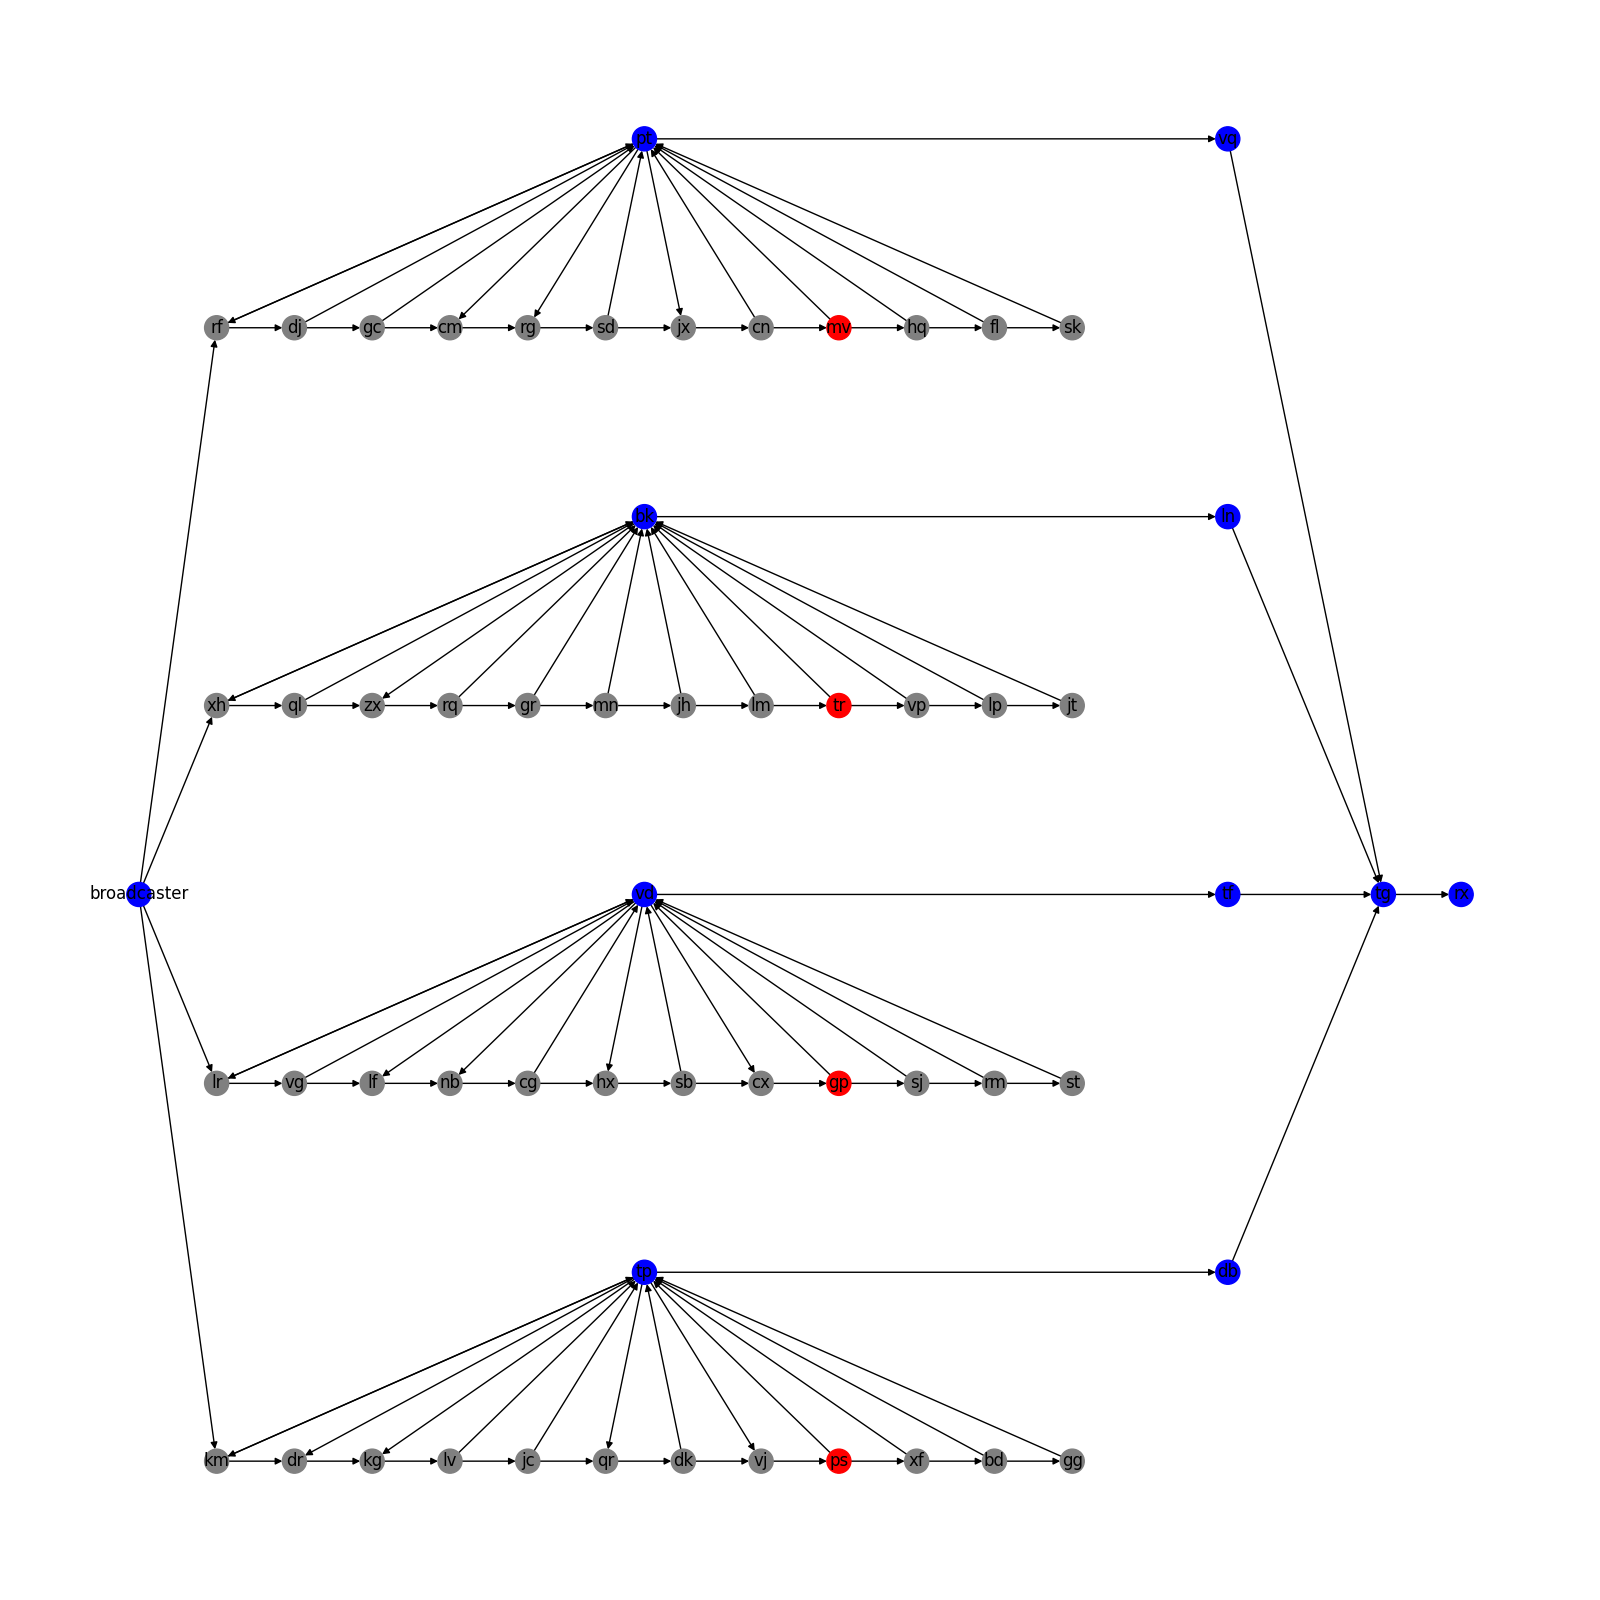 pt vq
rf dj gc cm rg sd jx cn mv hq fl sk
bk ln
xh ql zx rq gr mn jh lm tr vp lp jt
broadcaster vd tf tg rx
lr vg lf nb cg hx sb cx gp sj rm st
tp db
km dr kg lv jc qr dk vj ps xf bd gg